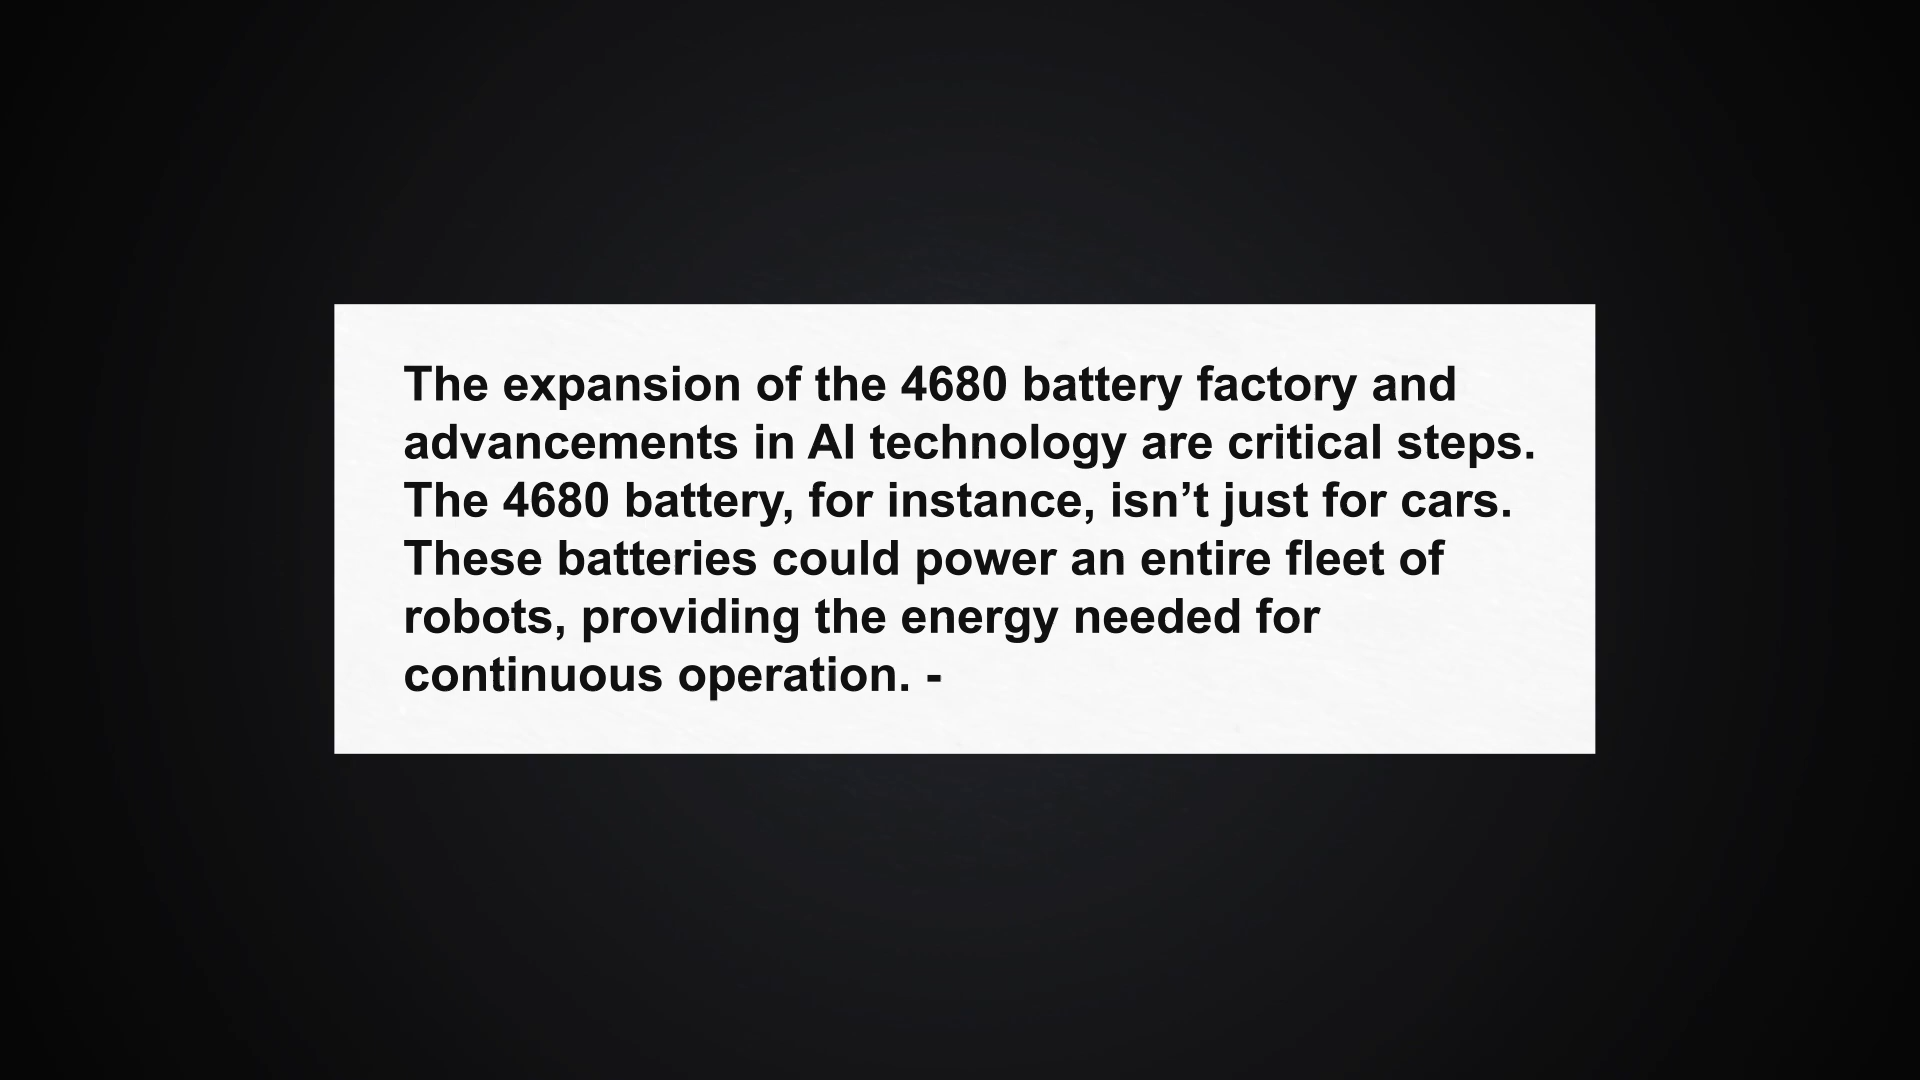 The expansion of the 4680 battery factory and
advancements in AI technology are critical steps.
The 4680 battery, for instance, isn’t just for cars.
These batteries could power an entire fleet of
robots, providing the energy needed for
continuous operation. -